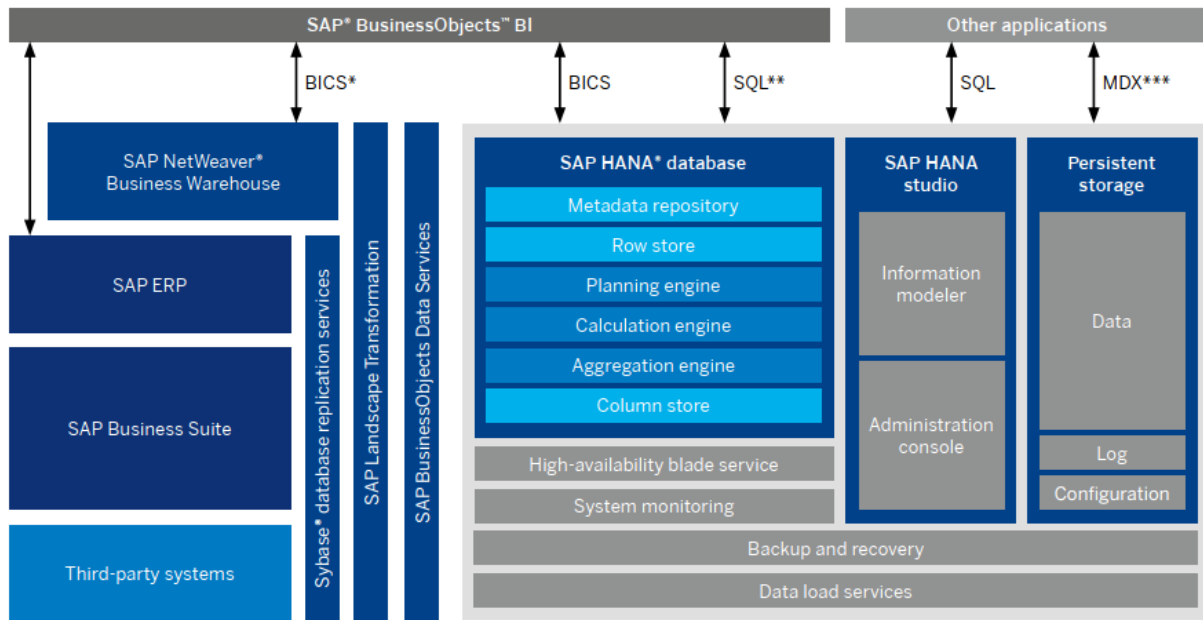 SAP® BusinessObjects™ BI
Other applications
BICS*
BICS
SQL**
SQL
MDX***
SAP NetWeaver®
Business Warehouse
SAP ERP
SAP Business Suite
Third-party systems
Sybase® database replication services
SAP Landscape Transformation
SAP BusinessObjects Data Services
SAP HANA® database
Metadata repository
Row store
Planning engine
Calculation engine
Aggregation engine
Column store
High-availability blade service
System monitoring
SAP HANA
studio
Information
modeler
Administration
console
Persistent
storage
Data
Log
Configuration
Backup and recovery
Data load services